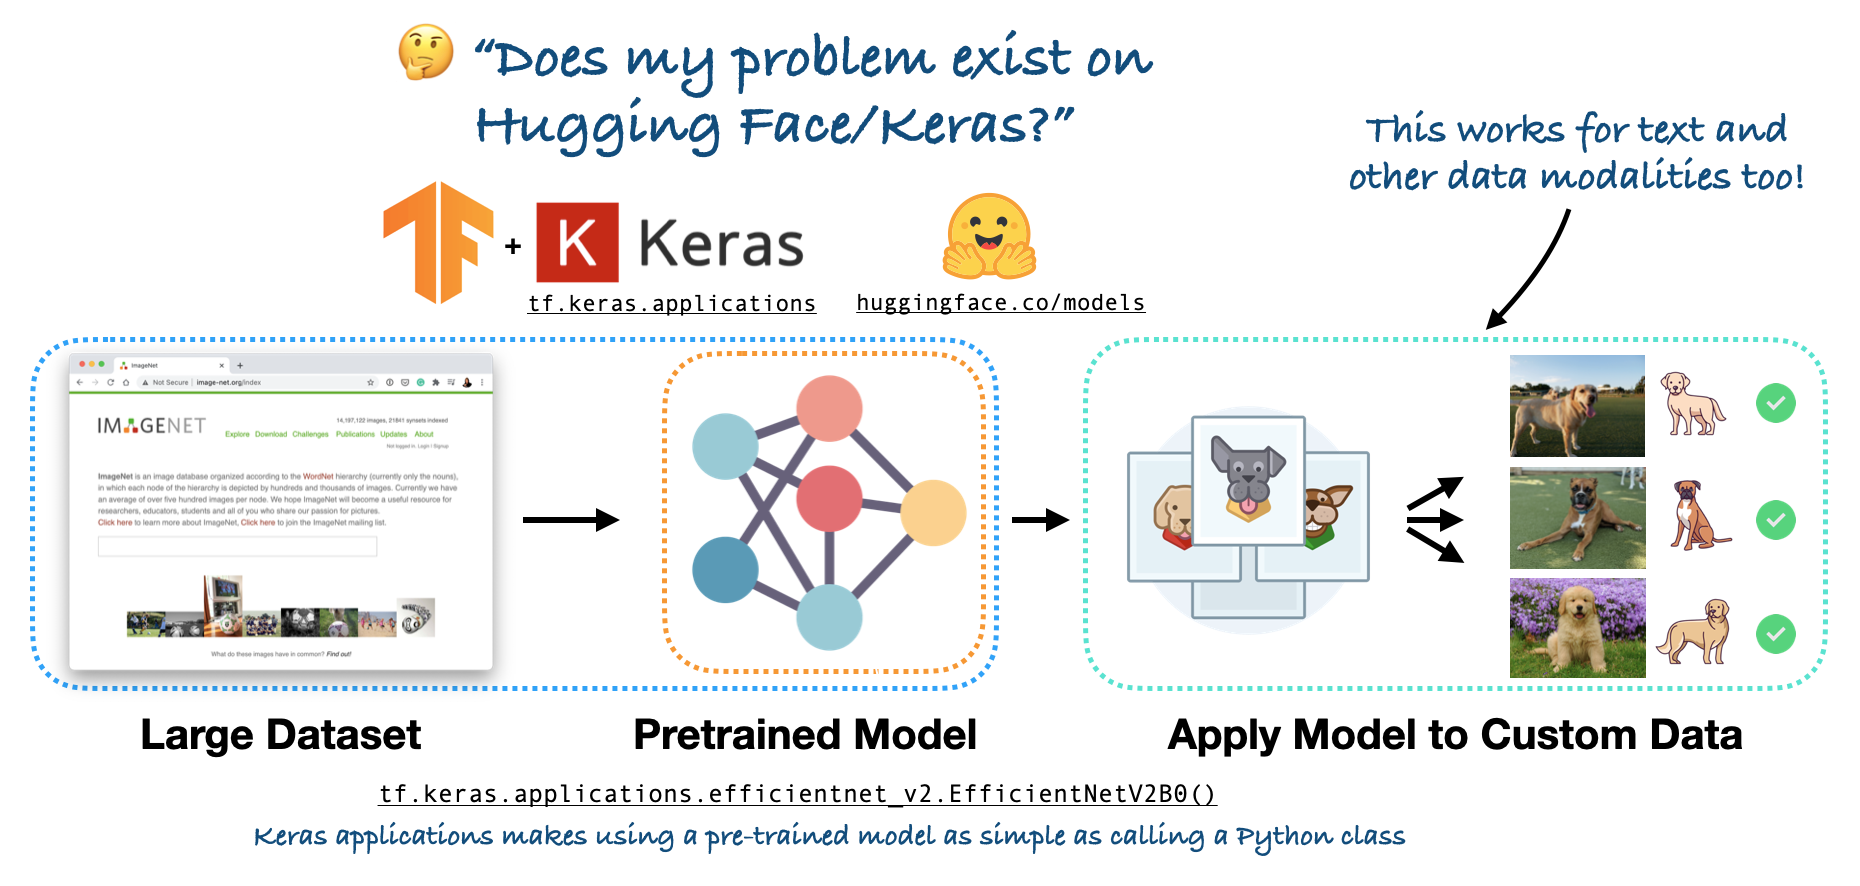 “Does my problem exist on
Hugging Face/Keras?”
This works for text and
other data modalities too!
+ K Keras
tf.keras.applications
huggingface.co/models
ImageNet
Not Secure | image-net.org/index
IMAGENET
14,197,122 images, 21841 synsets indexed
Explore Download Challenges Publications Updates About
Not logged in. Login | Signup
ImageNet is an image database organized according to the WordNet hierarchy (currently only the nouns),
in which each node of the hierarchy is depicted by hundreds and thousands of images. Currently we have
an average of over five hundred images per node. We hope ImageNet will become a useful resource for
researchers, educators, students and all of you who share our passion for pictures.
Click here to learn more about ImageNet, Click here to join the ImageNet mailing list.
What do these images have in common? Find out!
Large Dataset
Pretrained Model
Apply Model to Custom Data
tf.keras.applications.efficientnet_v2.EfficientNetV2B0()
Keras applications makes using a pre-trained model as simple as calling a Python class